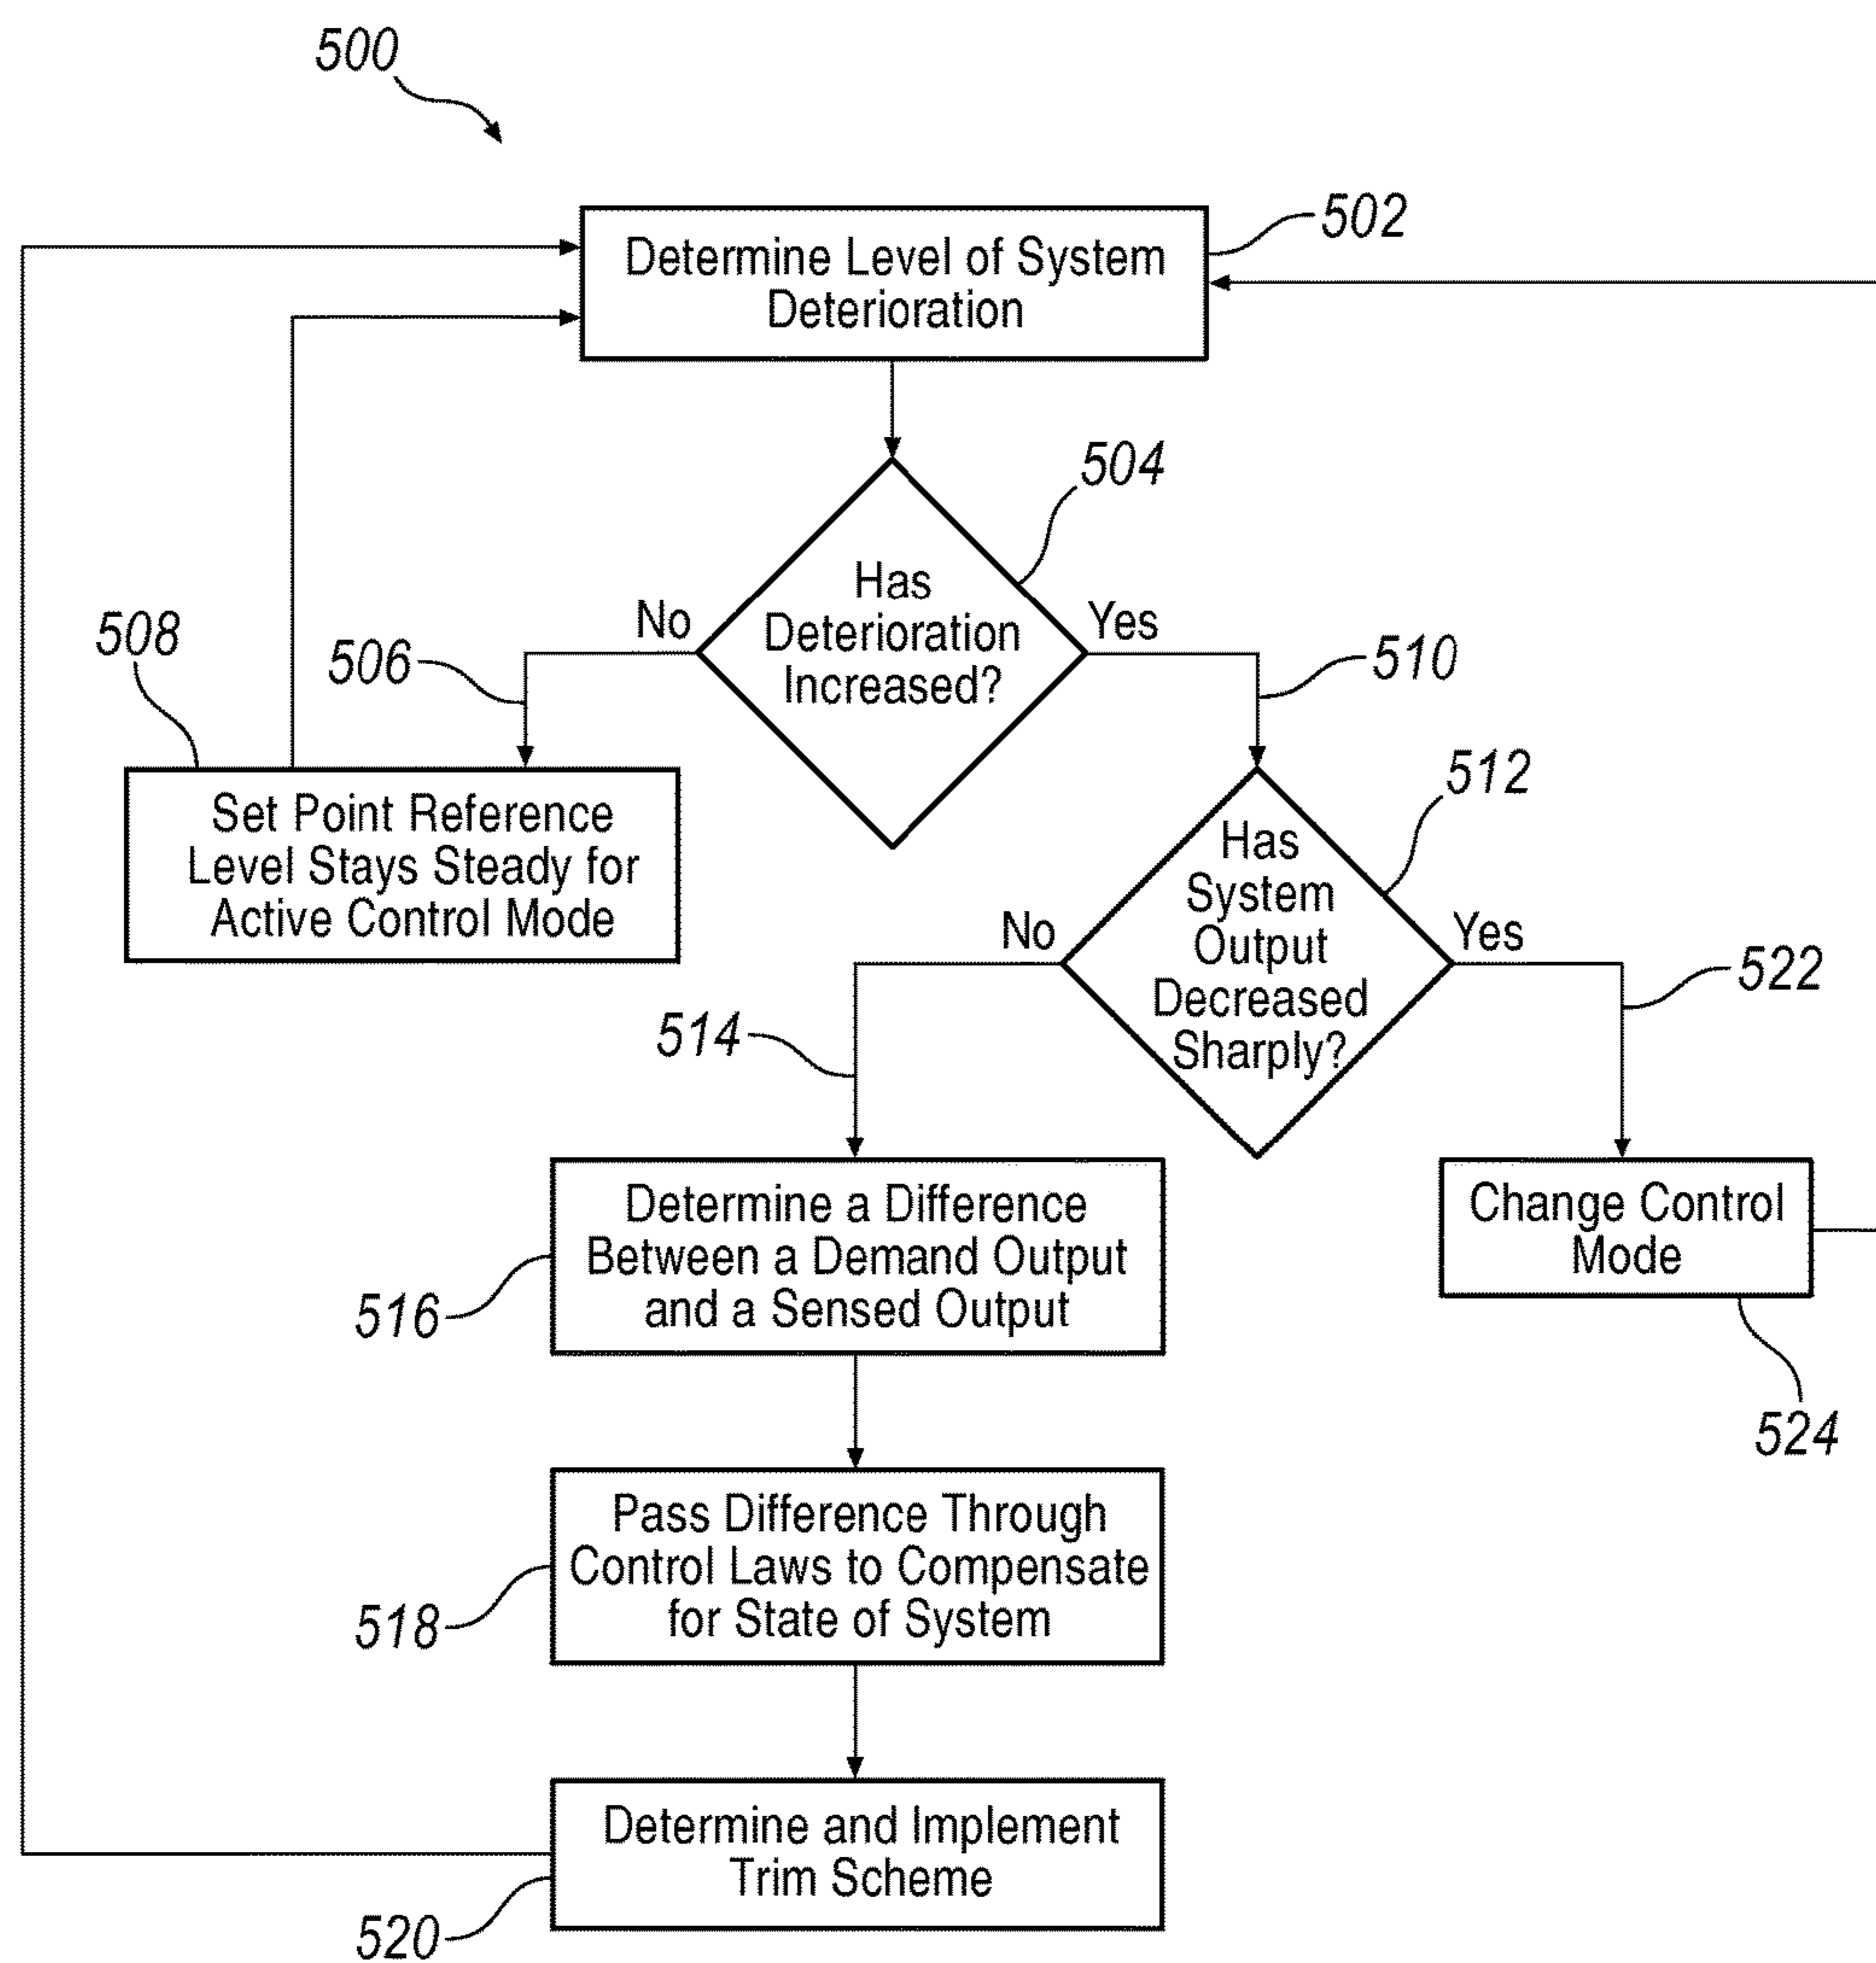 500
502
Determine Level of System
Deterioration
504
Has
Deterioration
Increased?
No
Yes
506
508
510
Set Point Reference
Level Stays Steady for
Active Control Mode
512
Has
System
Output
Decreased
Sharply?
No
Yes
514
522
Determine a Difference
Between a Demand Output
and a Sensed Output
516
Change Control
Mode
524
Pass Difference Through
Control Laws to Compensate
for State of System
518
Determine and Implement
Trim Scheme
520